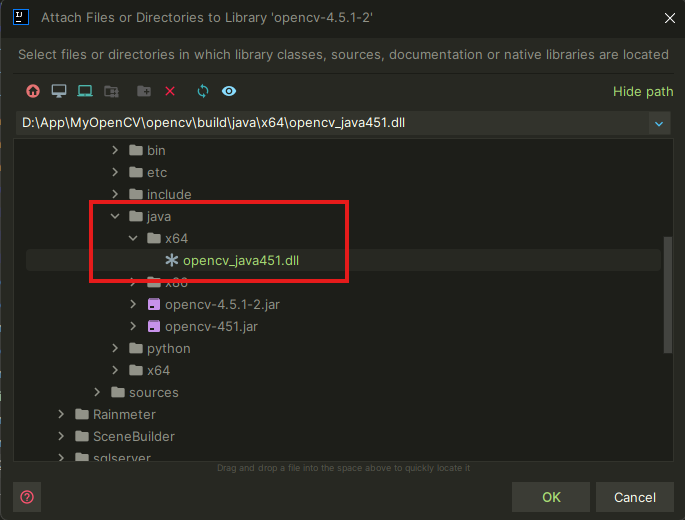 Attach Files or Directories to Library 'opencv-4.5.1-2'
Select files or directories in which library classes, sources, documentation or native libraries are located
Hide path
D:\App\MyOpenCV\opencv\build\java\x64\opencv_java451.dll
bin
etc
include
java
x64
opencv_java451.dll
x86
opencv-4.5.1-2.jar
opencv-451.jar
python
x64
sources
Rainmeter
SceneBuilder
sqlserver
Drag and drop a file into the space above to quickly locate it
OK
Cancel